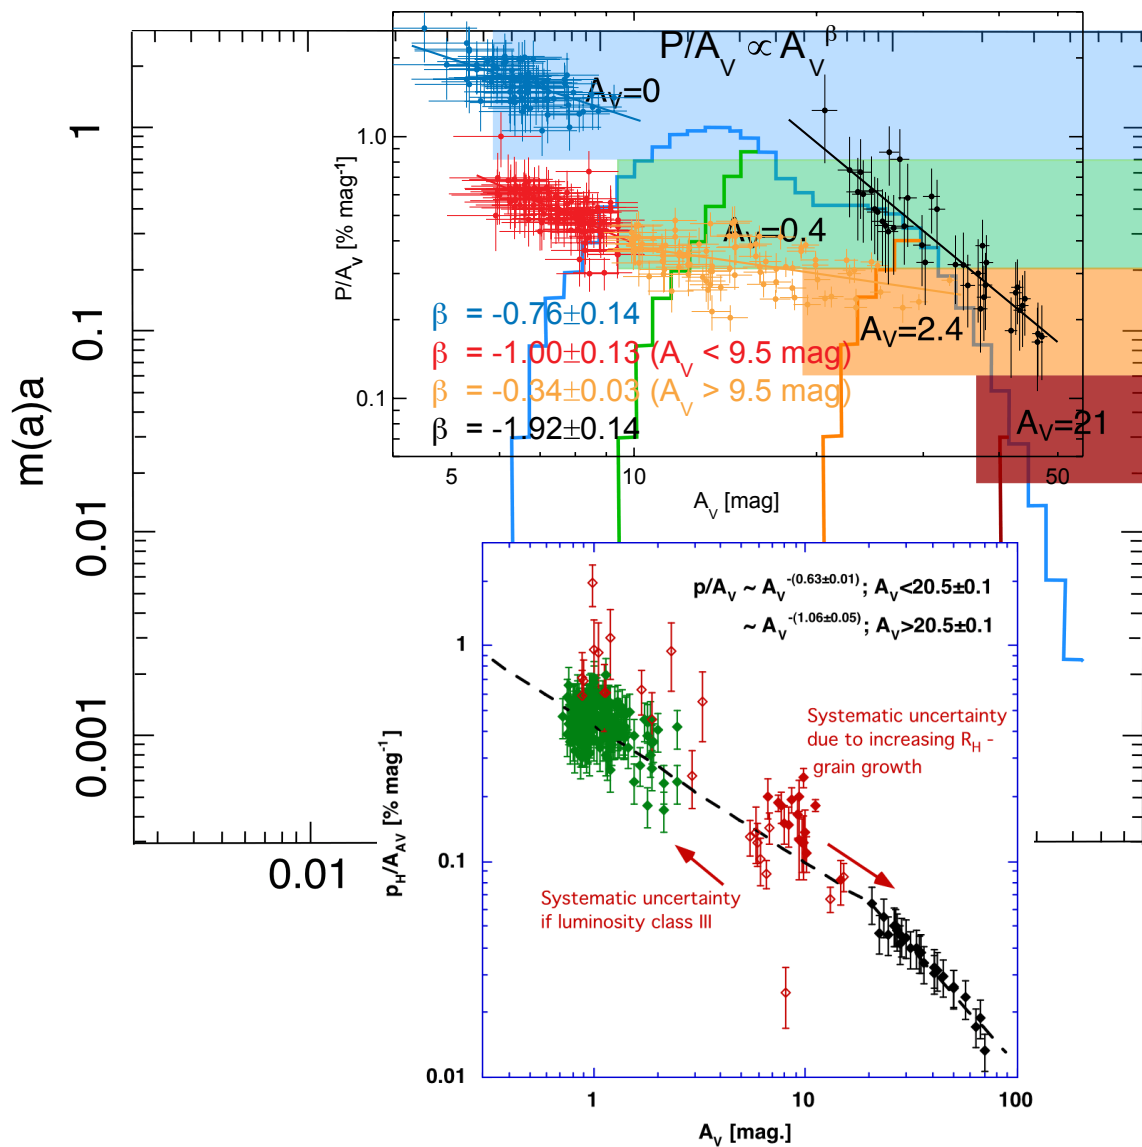 P/A_V ∝ A_V^β
A_V=0
A_V=0.4
A_V=2.4
A_V=21
β = -0.76±0.14
β = -1.00±0.13 (A_V < 9.5 mag)
β = -0.34±0.03 (A_V > 9.5 mag)
β = -1.92±0.14
P/A_V [% mag⁻¹]
1.0
0.1
5
10
50
A_V [mag]
m(a)a
1
0.1
0.01
0.001
0.01
p/A_V ~ A_V^-(0.63±0.01); A_V<20.5±0.1
~ A_V^-(1.06±0.05); A_V>20.5±0.1
Systematic uncertainty
due to increasing R_H -
grain growth
Systematic uncertainty
if luminosity class III
p_H/A_AV [% mag⁻¹]
1
0.1
0.01
1
10
100
A_V [mag.]